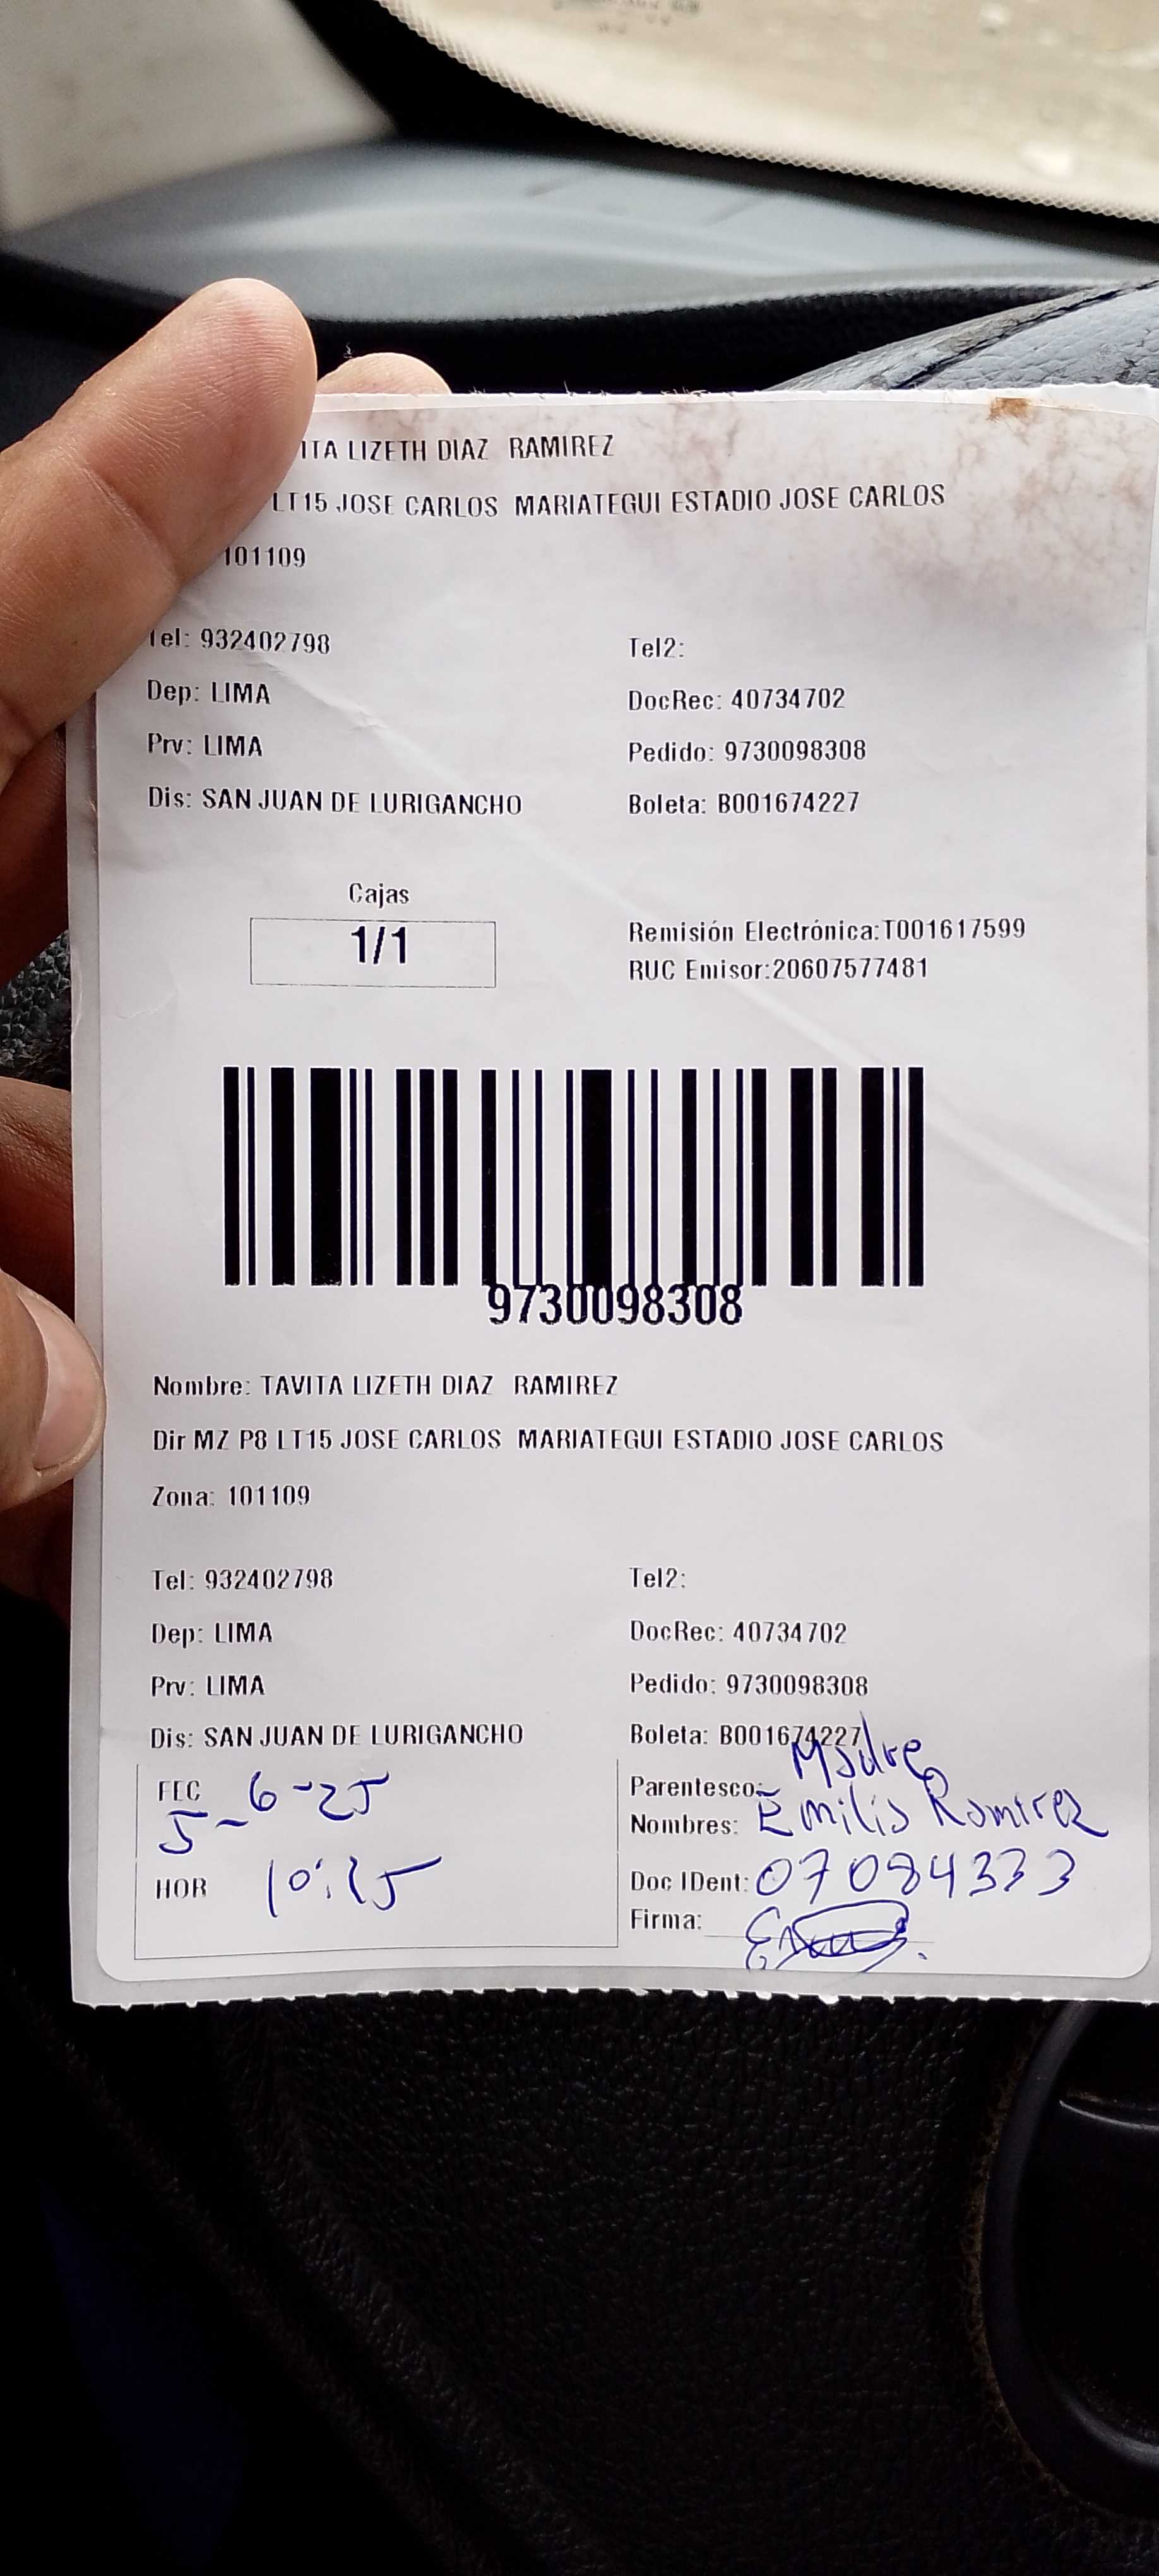 ITA LIZETH DIAZ RAMIREZ
LT15 JOSE CARLOS MARIATEGUI ESTADIO JOSE CARLOS
101109
Tel: 932402798
Tel2:
Dep: LIMA
DocRec: 40734702
Prv: LIMA
Pedido: 9730098308
Dis: SAN JUAN DE LURIGANCHO
Boleta: B001674227
Cajas
1/1
Remisión Electrónica:T001617599
RUC Emisor:20607577481
9730098308
Nombre: TAVITA LIZETH DIAZ RAMIREZ
Dir MZ P8 LT15 JOSE CARLOS MARIATEGUI ESTADIO JOSE CARLOS
Zona: 101109
Tel: 932402798
Tel2:
Dep: LIMA
DocRec: 40734702
Prv: LIMA
Pedido: 9730098308
Dis: SAN JUAN DE LURIGANCHO
Boleta: B001674227
FEC 5-6-25
Parentesco: Madre
Nombres: Emilia Ramirez
HOR 10:25
Doc IDent: 07084333
Firma: